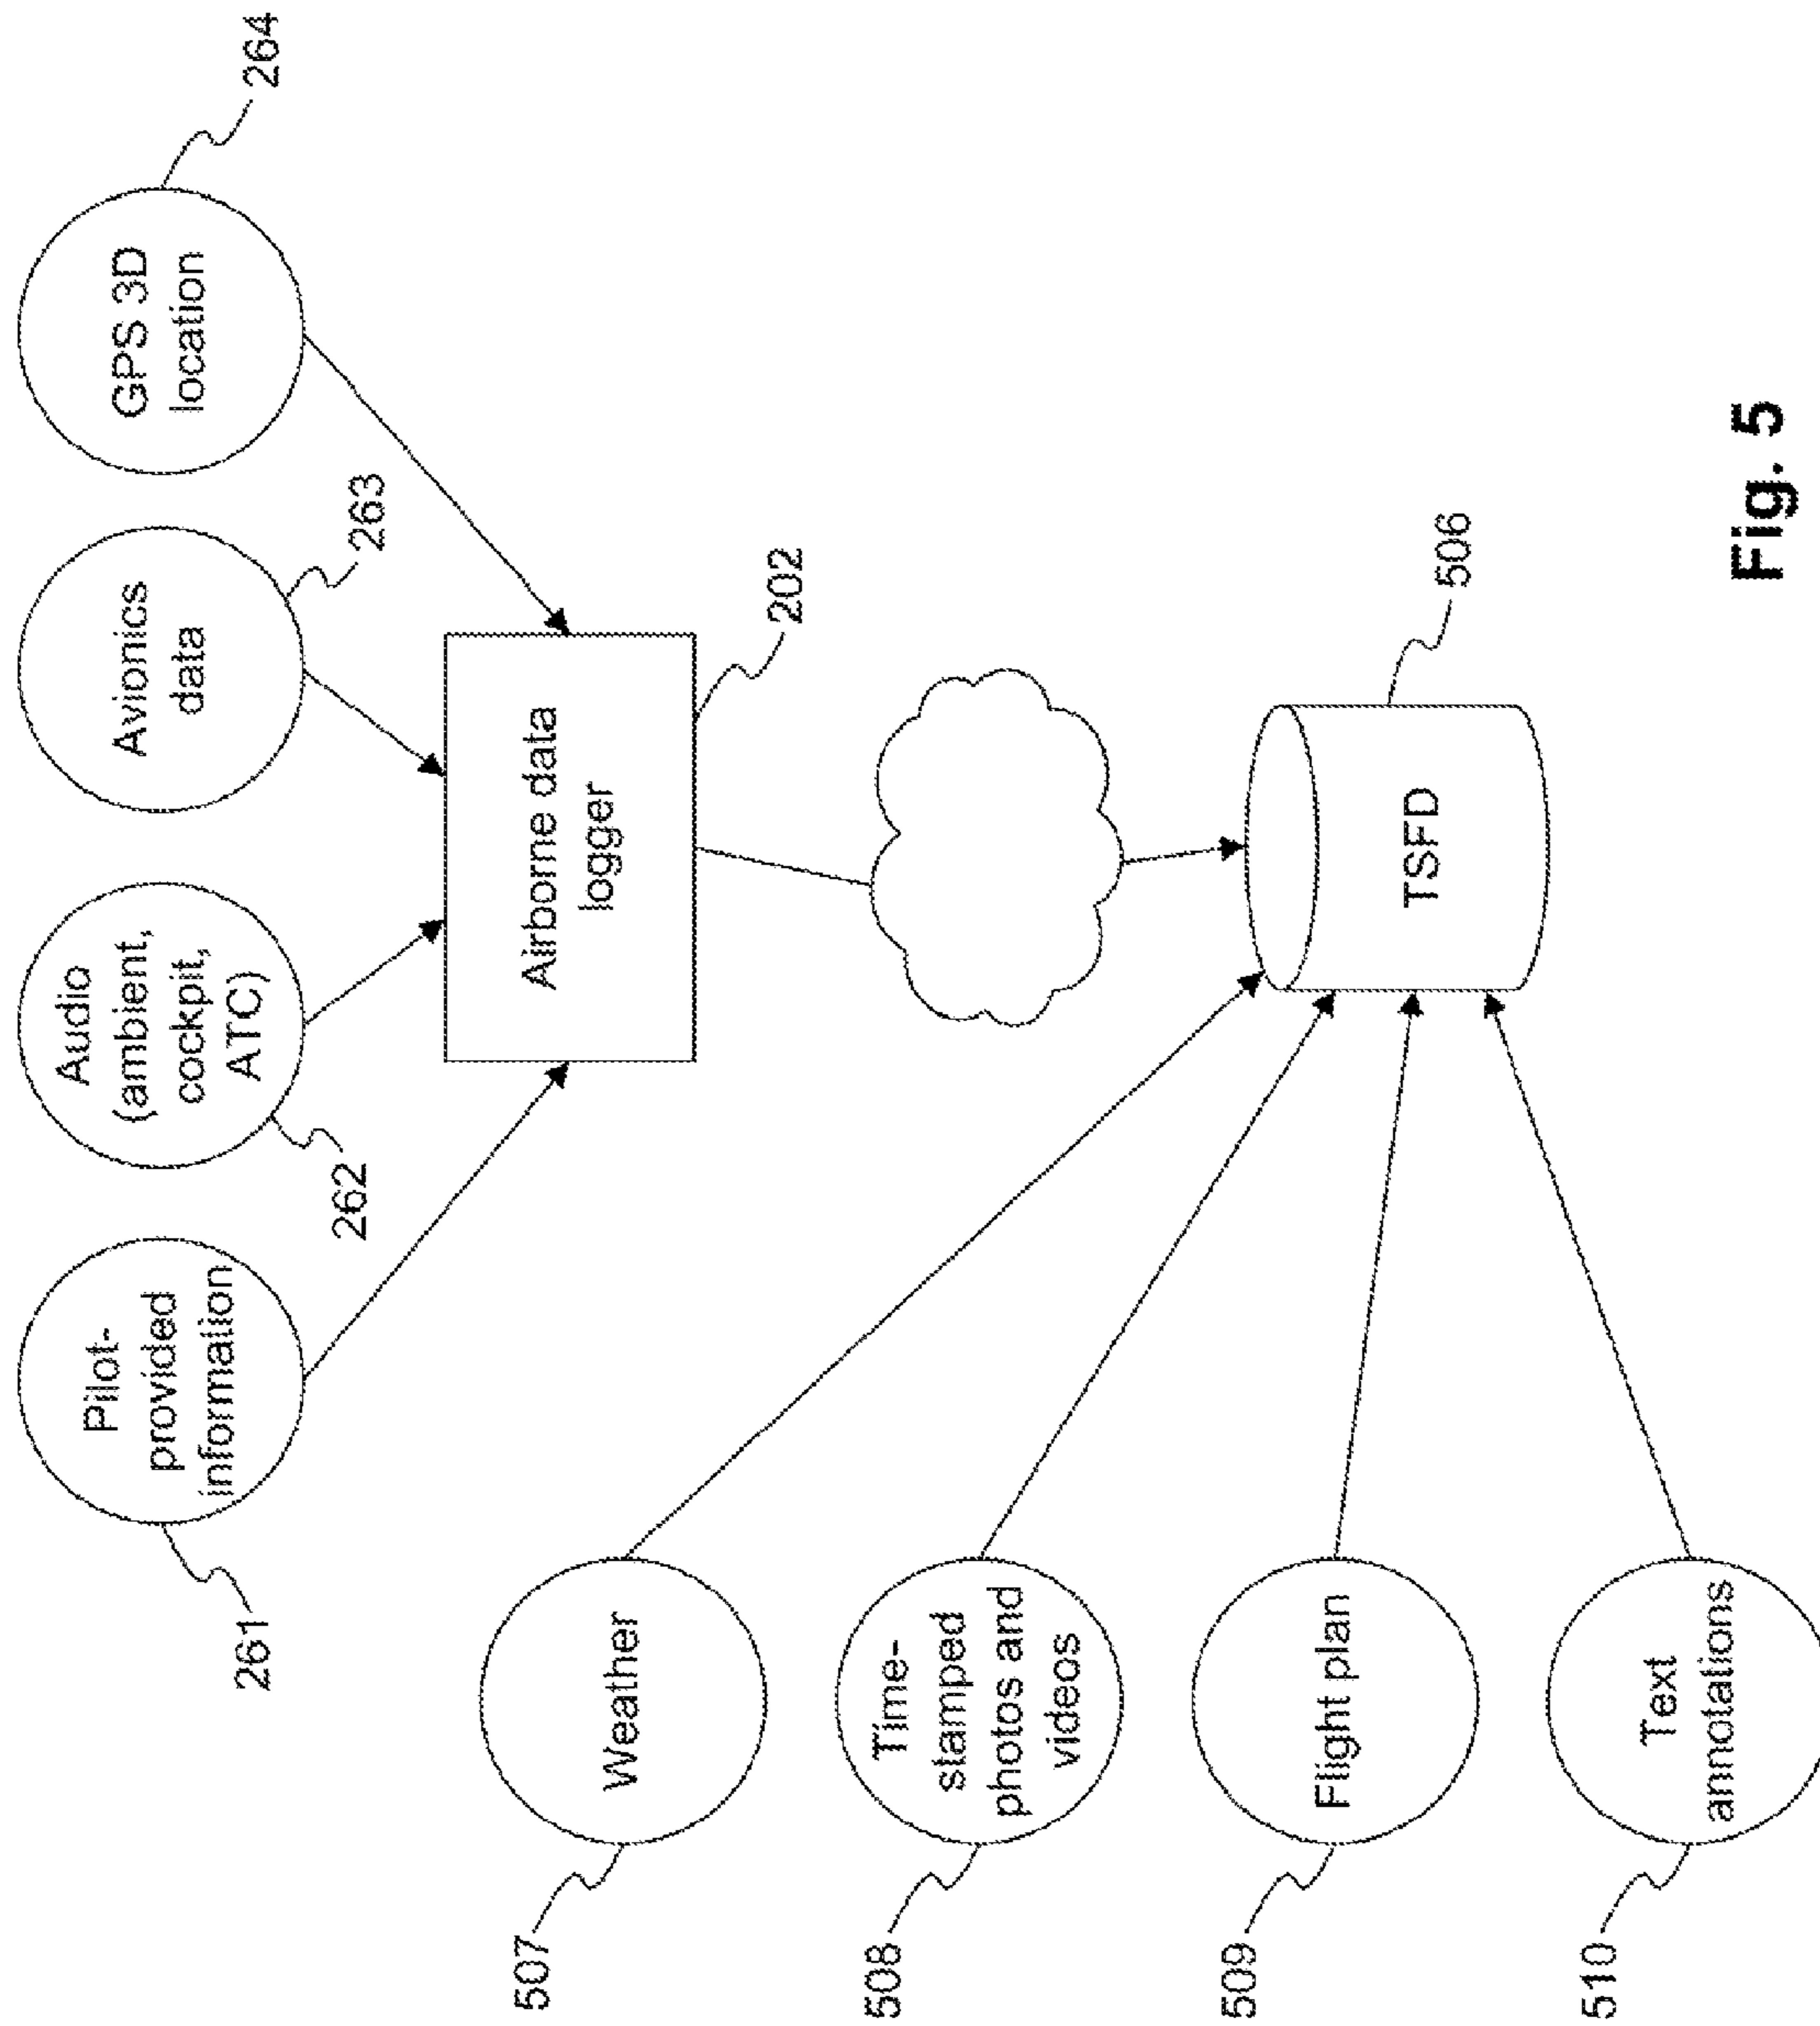 261
Pilot-
provided
information
Audio
(ambient,
cockpit,
ATC)
262
Avionics
data
263
GPS 3D
location
264
Airborne data
logger
202
507
Weather
508
Time-
stamped
photos and
videos
509
Flight plan
510
Text
annotations
TSFD
506
Fig. 5